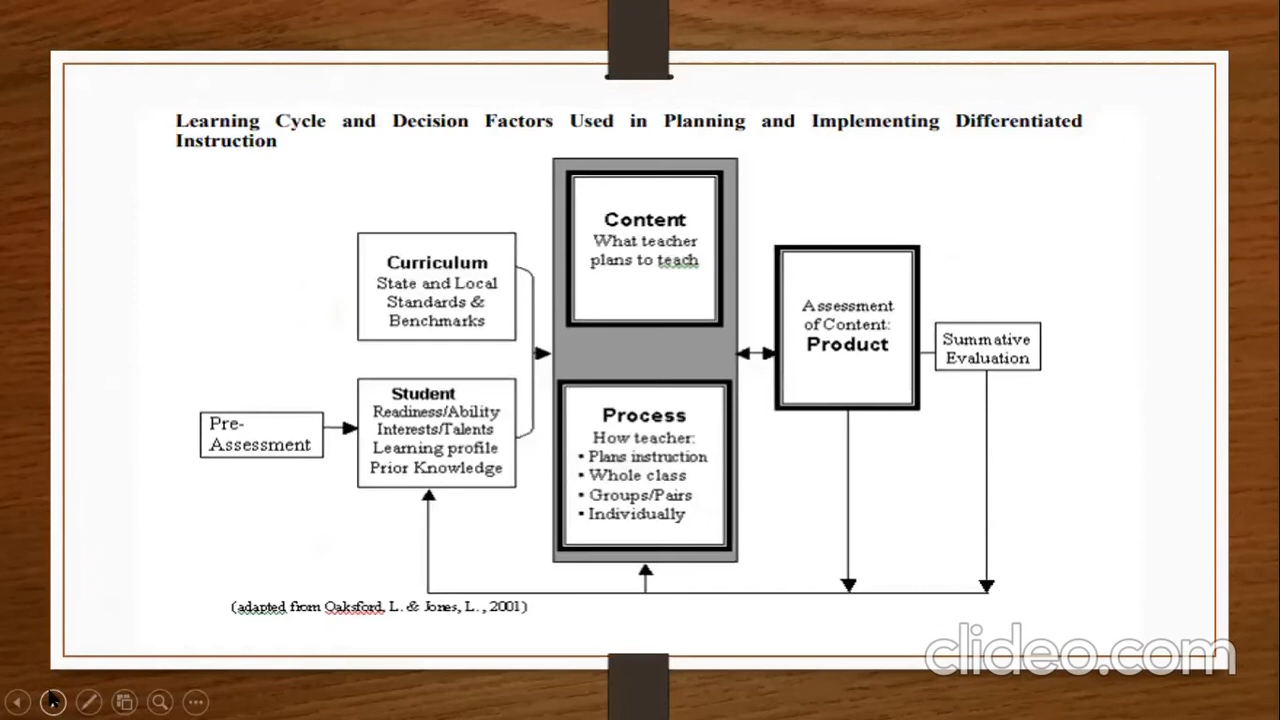 Learning Cycle and Decision Factors Used in Planning and Implementing Differentiated
Instruction
Curriculum
State and Local
Standards &
Benchmarks
Pre-
Assessment
Student
Readiness/Ability
Interests/Talents
Learning profile
Prior Knowledge
Content
What teacher
plans to teach
Process
How teacher:
• Plans instruction
• Whole class
• Groups/Pairs
• Individually
Assessment
of Content:
Product
Summative
Evaluation
(adapted from Oaksford, L. & Jones, L., 2001)
clideo.com